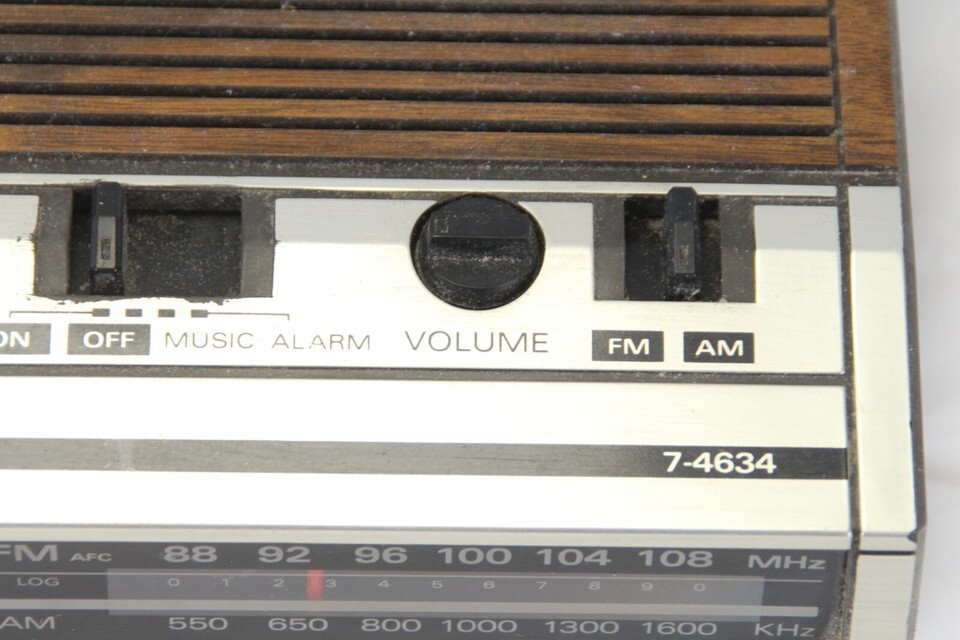 ON OFF MUSIC ALARM VOLUME FM AM
7-4634
FM AFC 88 92 96 100 104 108 MHz
LOG 0 1 2 3 4 5 6 7 8 9 0
AM 550 650 800 1000 1300 1600 KHz